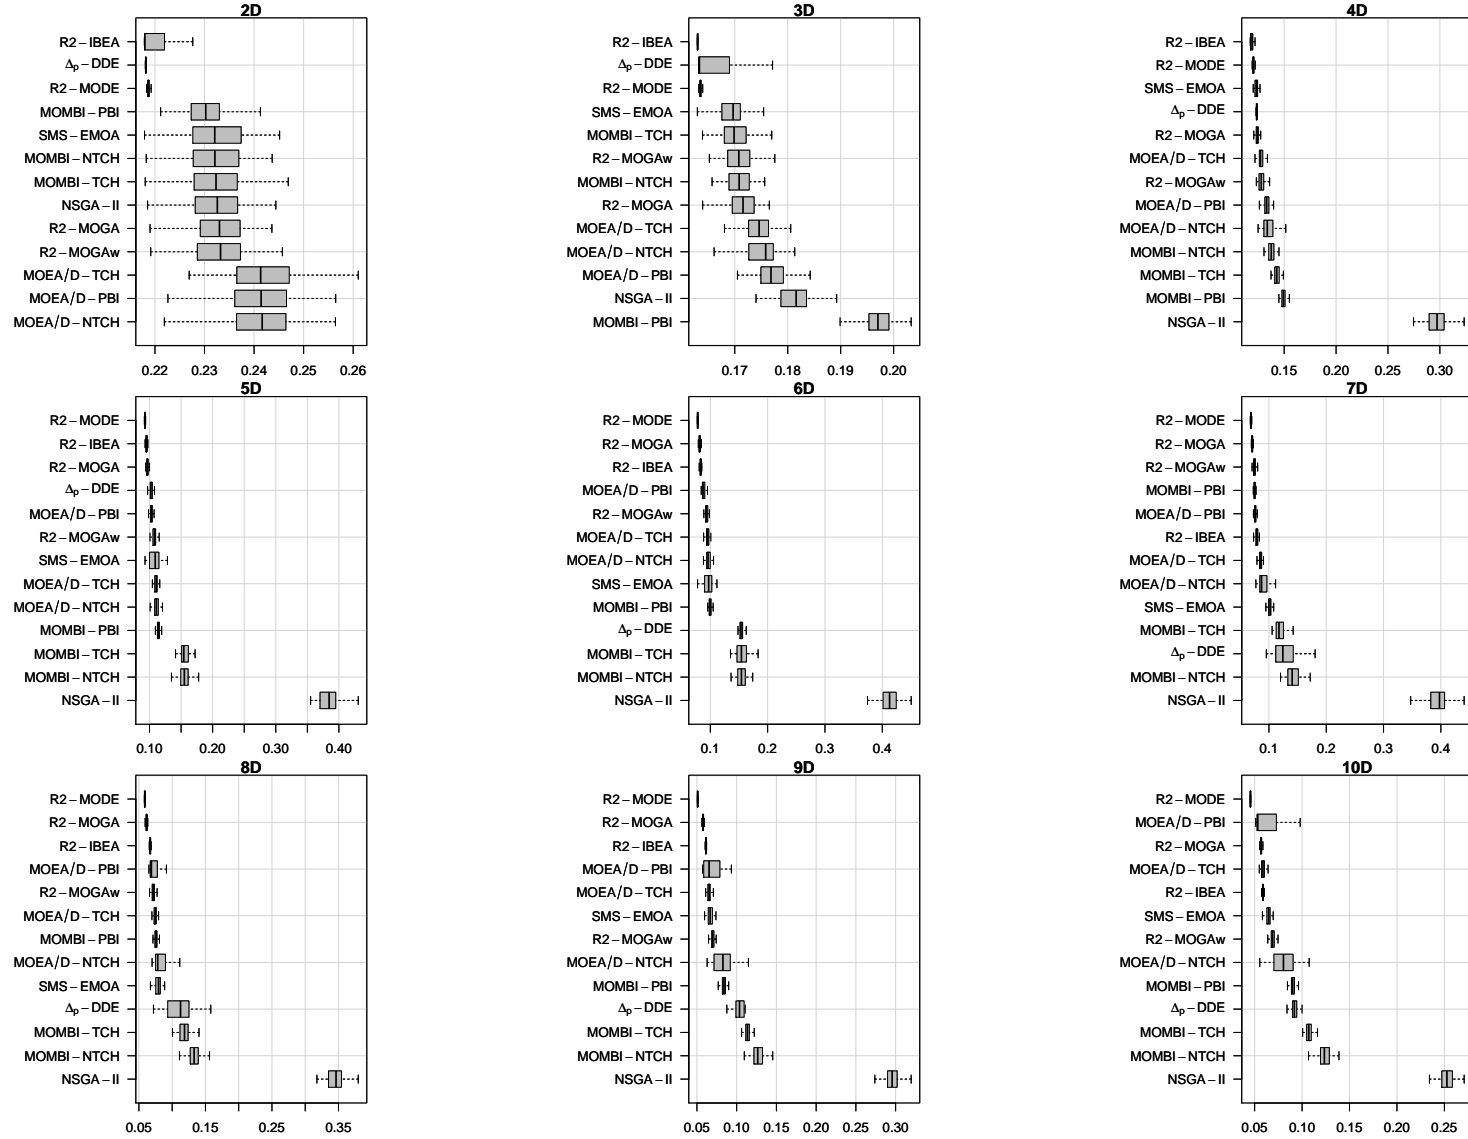 2D
R2−IBEA
Δp−DDE
R2−MODE
MOMBI−PBI
SMS−EMOA
MOMBI−NTCH
MOMBI−TCH
NSGA−II
R2−MOGA
R2−MOGAw
MOEA/D−TCH
MOEA/D−PBI
MOEA/D−NTCH
0.22 0.23 0.24 0.25 0.26
3D
R2−IBEA
Δp−DDE
R2−MODE
SMS−EMOA
MOMBI−TCH
R2−MOGAw
MOMBI−NTCH
R2−MOGA
MOEA/D−TCH
MOEA/D−NTCH
MOEA/D−PBI
NSGA−II
MOMBI−PBI
0.17 0.18 0.19 0.20
4D
R2−IBEA
R2−MODE
SMS−EMOA
Δp−DDE
R2−MOGA
MOEA/D−TCH
R2−MOGAw
MOEA/D−PBI
MOEA/D−NTCH
MOMBI−NTCH
MOMBI−TCH
MOMBI−PBI
NSGA−II
0.15 0.20 0.25 0.30
5D
R2−MODE
R2−IBEA
R2−MOGA
Δp−DDE
MOEA/D−PBI
R2−MOGAw
SMS−EMOA
MOEA/D−TCH
MOEA/D−NTCH
MOMBI−PBI
MOMBI−TCH
MOMBI−NTCH
NSGA−II
0.10 0.20 0.30 0.40
6D
R2−MODE
R2−MOGA
R2−IBEA
MOEA/D−PBI
R2−MOGAw
MOEA/D−TCH
MOEA/D−NTCH
SMS−EMOA
MOMBI−PBI
Δp−DDE
MOMBI−TCH
MOMBI−NTCH
NSGA−II
0.1 0.2 0.3 0.4
7D
R2−MODE
R2−MOGA
R2−MOGAw
MOMBI−PBI
MOEA/D−PBI
R2−IBEA
MOEA/D−TCH
MOEA/D−NTCH
SMS−EMOA
MOMBI−TCH
Δp−DDE
MOMBI−NTCH
NSGA−II
0.1 0.2 0.3 0.4
8D
R2−MODE
R2−MOGA
R2−IBEA
MOEA/D−PBI
R2−MOGAw
MOEA/D−TCH
MOMBI−PBI
MOEA/D−NTCH
SMS−EMOA
Δp−DDE
MOMBI−TCH
MOMBI−NTCH
NSGA−II
0.05 0.15 0.25 0.35
9D
R2−MODE
R2−MOGA
R2−IBEA
MOEA/D−PBI
MOEA/D−TCH
SMS−EMOA
R2−MOGAw
MOEA/D−NTCH
MOMBI−PBI
Δp−DDE
MOMBI−TCH
MOMBI−NTCH
NSGA−II
0.05 0.10 0.15 0.20 0.25 0.30
10D
R2−MODE
MOEA/D−PBI
R2−MOGA
MOEA/D−TCH
R2−IBEA
SMS−EMOA
R2−MOGAw
MOEA/D−NTCH
MOMBI−PBI
Δp−DDE
MOMBI−TCH
MOMBI−NTCH
NSGA−II
0.05 0.10 0.15 0.20 0.25